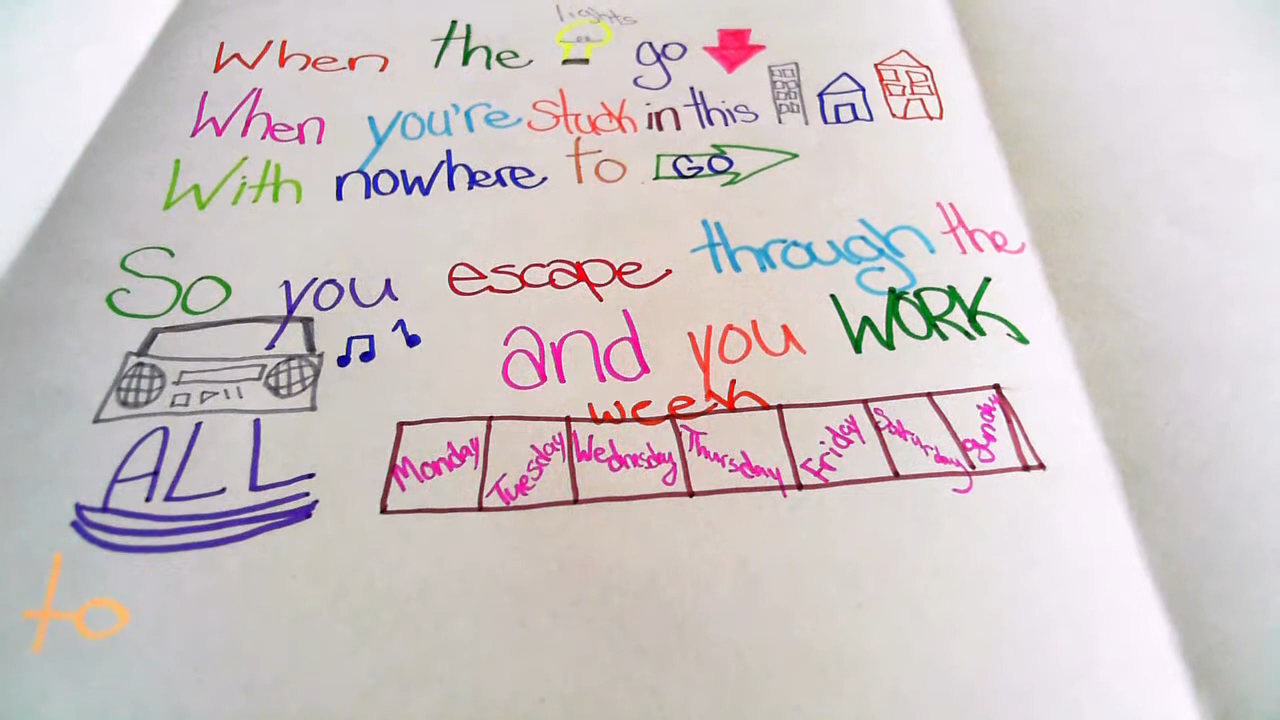 lights
When the go
When you're stuck in this
With nowhere to GO
So you escape through the
and you WORK
ALL week
Monday Tuesday Wednesday Thursday Friday Saturday Sunday
to